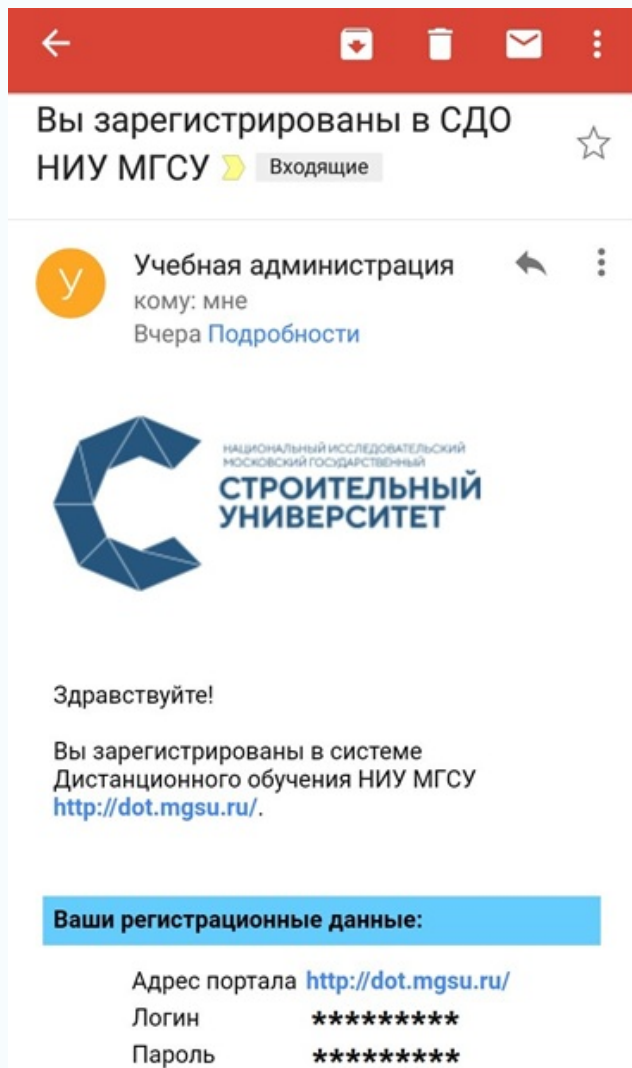 Вы зарегистрированы в СДО
НИУ МГСУ Входящие
У
Учебная администрация
кому: мне
Вчера Подробности
НАЦИОНАЛЬНЫЙ ИССЛЕДОВАТЕЛЬСКИЙ
МОСКОВСКИЙ ГОСУДАРСТВЕННЫЙ
СТРОИТЕЛЬНЫЙ
УНИВЕРСИТЕТ
Здравствуйте!
Вы зарегистрированы в системе
Дистанционного обучения НИУ МГСУ
http://dot.mgsu.ru/.
Ваши регистрационные данные:
Адрес портала http://dot.mgsu.ru/
Логин *********
Пароль *********